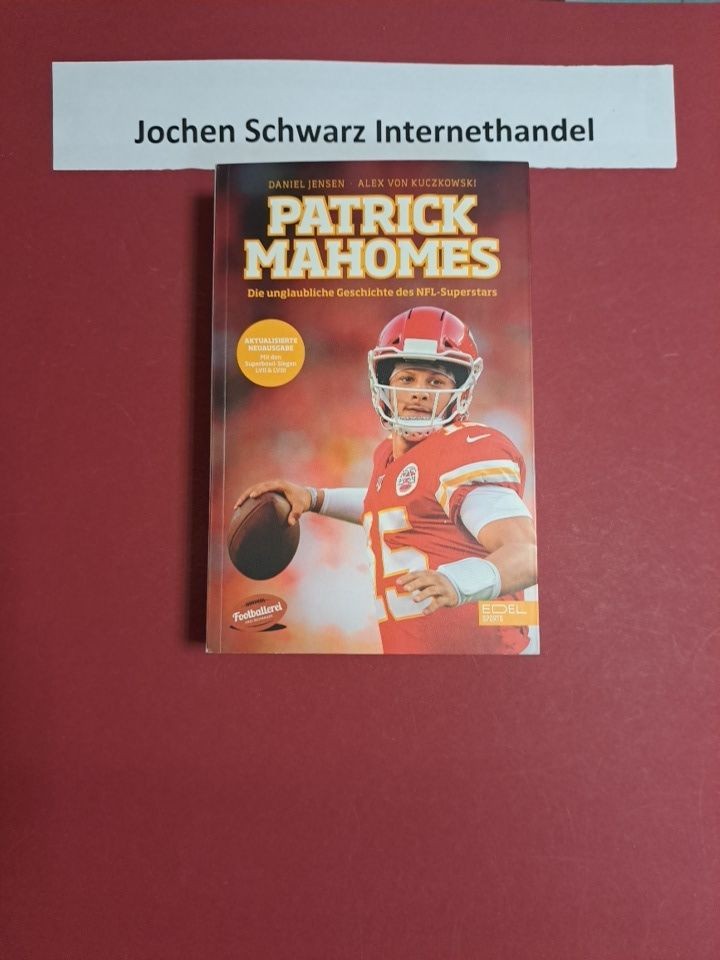 Jochen Schwarz Internethandel
DANIEL JENSEN · ALEX VON KUCZKOWSKI
PATRICK
MAHOMES
Die unglaubliche Geschichte des NFL-Superstars
AKTUALISIERTE
NEUAUSGABE
Mit den
Superbowl-Siegen
LVII & LVIII
15
Footballerei
EDEL
SPORTS